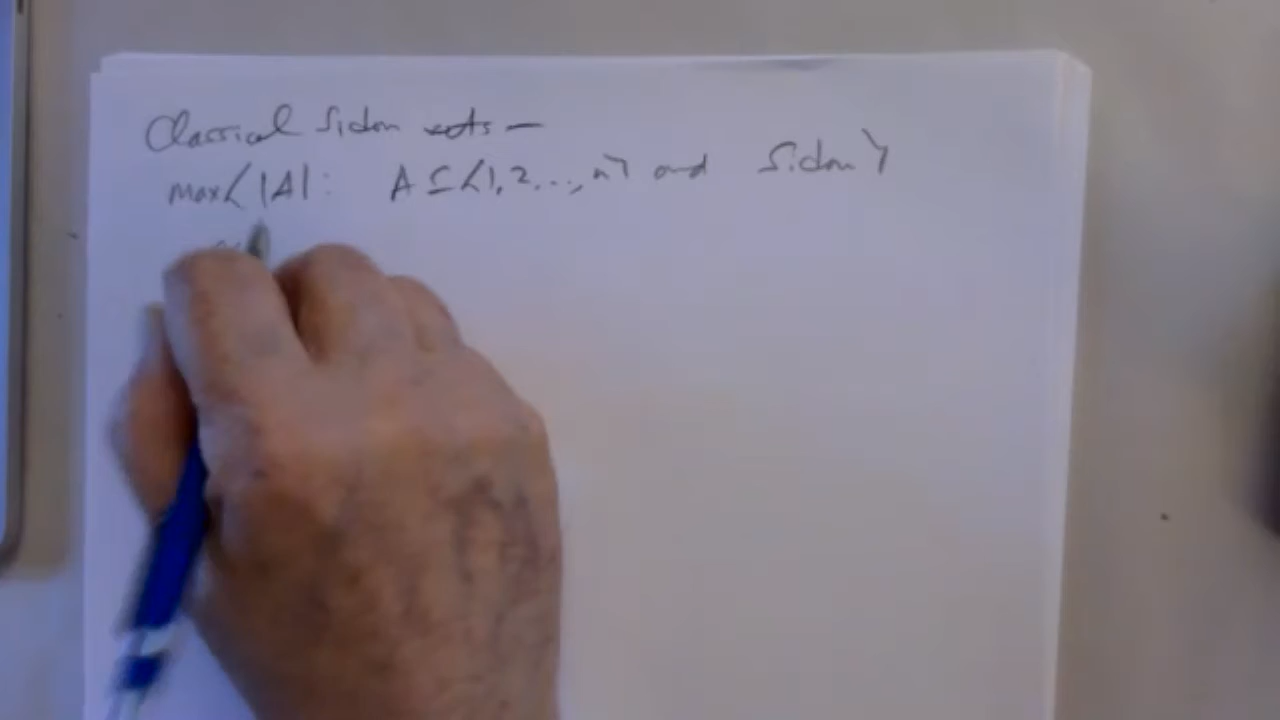 Classical Sidon sets —
max{|A|: A ⊆ {1,2,...,n} and Sidon}